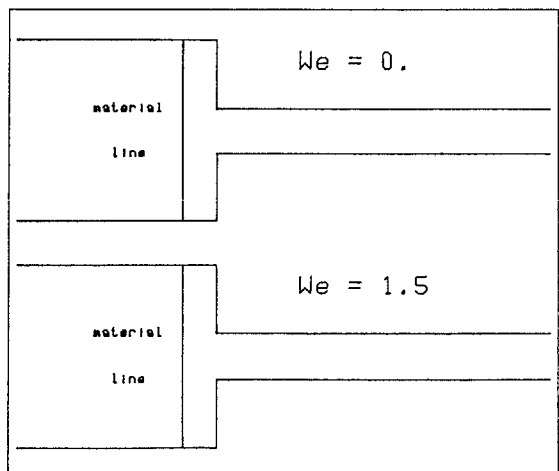 We = 0.
material
line
We = 1.5
material
line